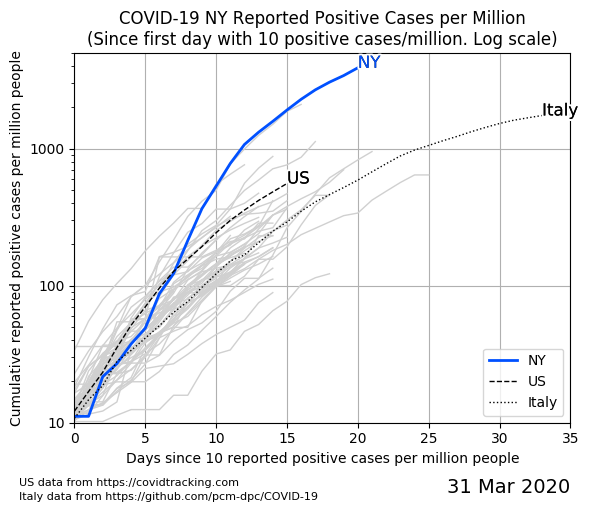 COVID-19 NY Reported Positive Cases per Million
(Since first day with 10 positive cases/million. Log scale)
Cumulative reported positive cases per million people
1000
100
10
NY
Italy
US
NY
US
Italy
0 5 10 15 20 25 30 35
Days since 10 reported positive cases per million people
US data from https://covidtracking.com
Italy data from https://github.com/pcm-dpc/COVID-19
31 Mar 2020